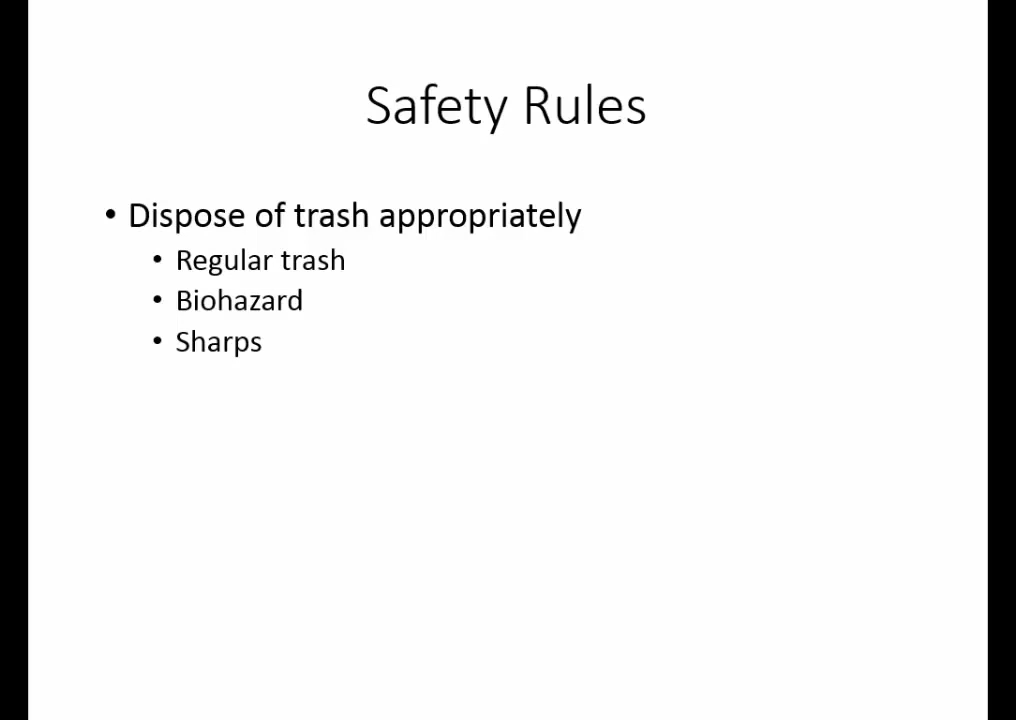 Safety Rules
• Dispose of trash appropriately
• Regular trash
• Biohazard
• Sharps